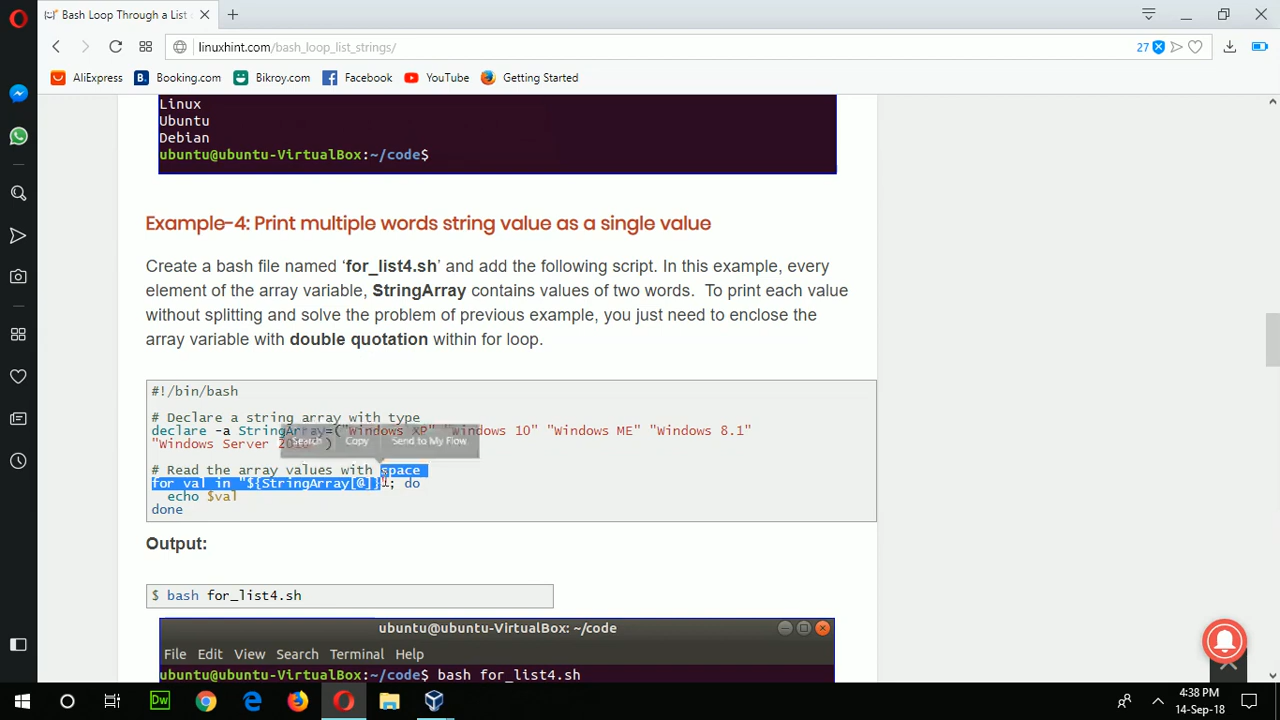 Bash Loop Through a List
linuxhint.com/bash_loop_list_strings/
27
AliExpress Booking.com Bikroy.com Facebook YouTube Getting Started
Linux
Ubuntu
Debian
ubuntu@ubuntu-VirtualBox:~/code$
Example-4: Print multiple words string value as a single value
Create a bash file named ‘for_list4.sh’ and add the following script. In this example, every
element of the array variable, StringArray contains values of two words. To print each value
without splitting and solve the problem of previous example, you just need to enclose the
array variable with double quotation within for loop.
#!/bin/bash
# Declare a string array with type
declare -a StringArray=("Windows XP" "Windows 10" "Windows ME" "Windows 8.1"
"Windows Server )
Search Copy Send to My Flow
# Read the array values with space
for val in "${StringArray[@]}"; do
echo $val
done
Output:
$ bash for_list4.sh
ubuntu@ubuntu-VirtualBox: ~/code
File Edit View Search Terminal Help
ubuntu@ubuntu-VirtualBox:~/code$ bash for_list4.sh
Dw
4:38 PM
14-Sep-18